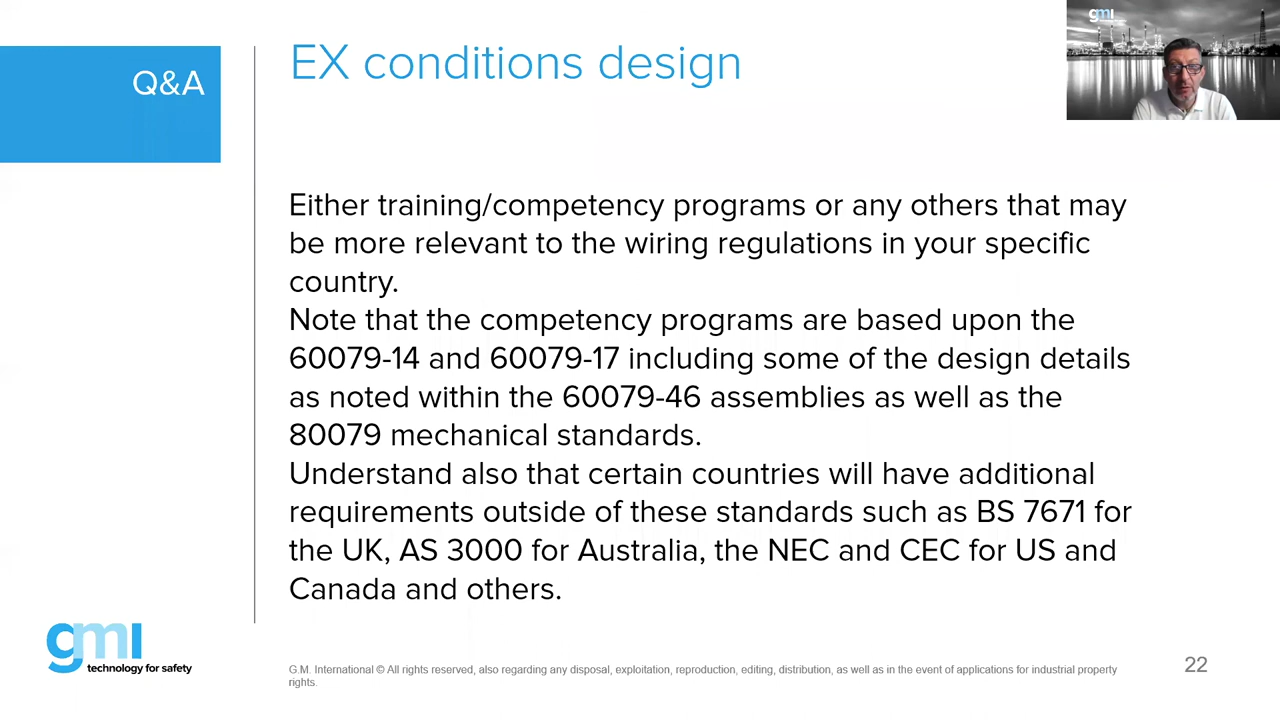 Q&A
EX conditions design
gmi
Either training/competency programs or any others that may
be more relevant to the wiring regulations in your specific
country.
Note that the competency programs are based upon the
60079-14 and 60079-17 including some of the design details
as noted within the 60079-46 assemblies as well as the
80079 mechanical standards.
Understand also that certain countries will have additional
requirements outside of these standards such as BS 7671 for
the UK, AS 3000 for Australia, the NEC and CEC for US and
Canada and others.
gmi
technology for safety
G.M. International © All rights reserved, also regarding any disposal, exploitation, reproduction, editing, distribution, as well as in the event of applications for industrial property
rights.
22